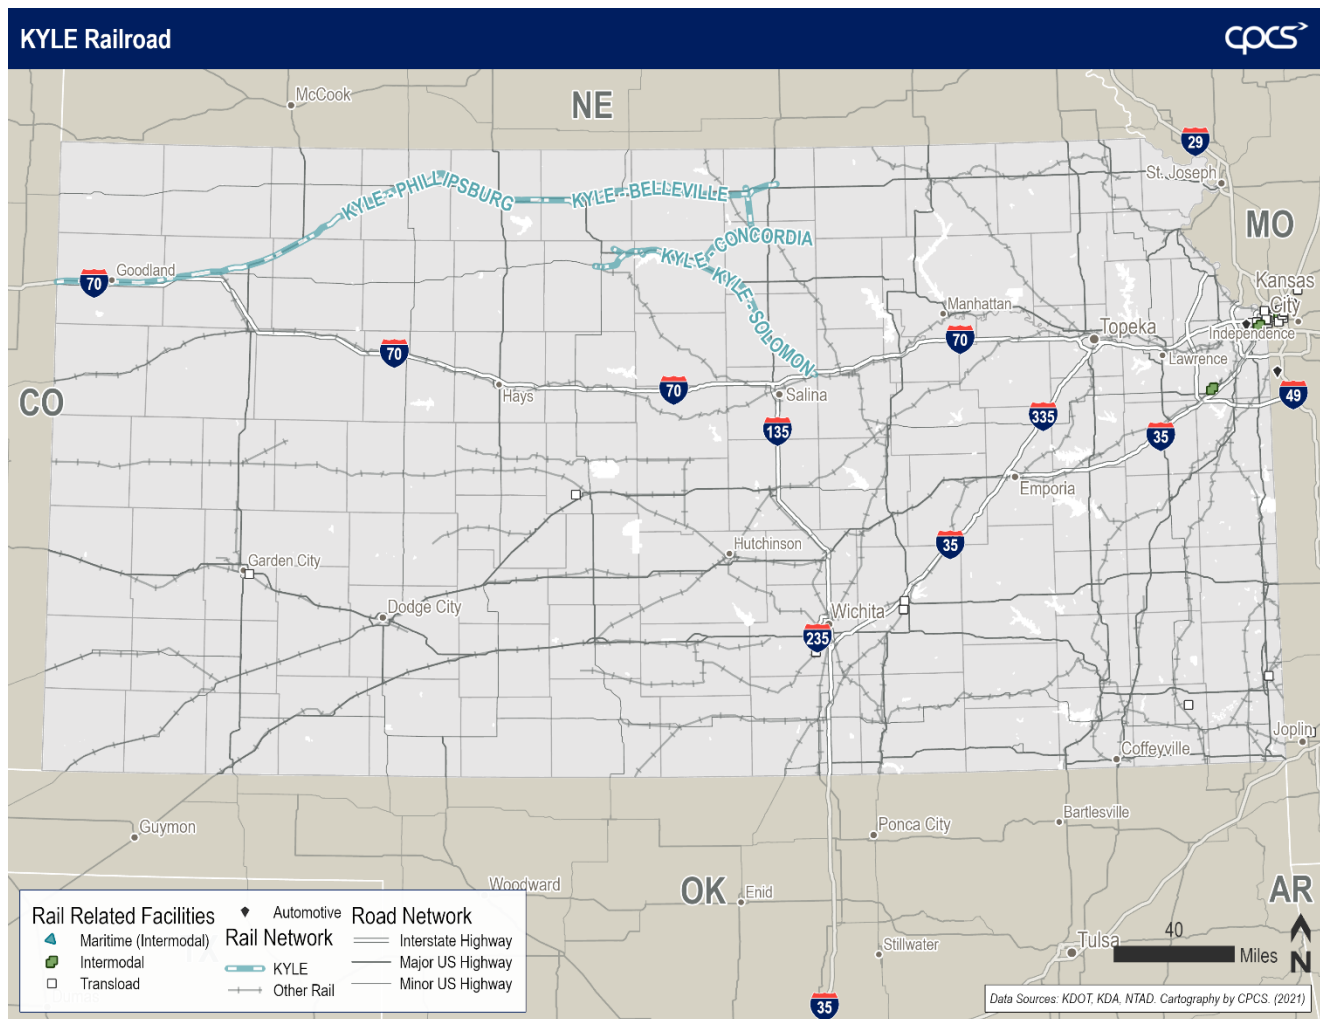 KYLE Railroad
cpcs
McCook
NE
29
St. Joseph
KYLE - PHILLIPSBURG
KYLE - BELLEVILLE
MO
KYLE - CONCORDIA
Goodland
70
KYLE - SOLOMON
Kansas
City
Manhattan
Topeka
Independence
Lawrence
70
70
70
Hays
Salina
CO
49
135
335
35
Emporia
Hutchinson
35
Garden City
Dodge City
Wichita
235
Joplin
Coffeyville
Guymon
Ponca City
Bartlesville
Woodward
OK
Enid
AR
Stillwater
Tulsa
40
Miles
N
35
Rail Related Facilities
Maritime (Intermodal)
Intermodal
Transload
Automotive
Rail Network
KYLE
Other Rail
Road Network
Interstate Highway
Major US Highway
Minor US Highway
Data Sources: KDOT, KDA, NTAD. Cartography by CPCS. (2021)